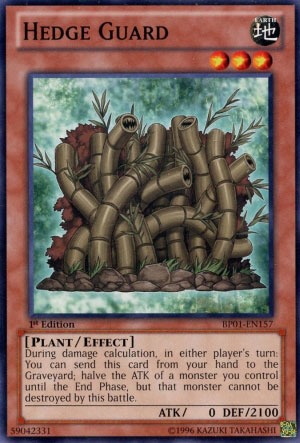 HEDGE GUARD
EARTH
地
BP01-EN157
1st Edition
[PLANT / EFFECT]
During damage calculation, in either player's turn:
You can send this card from your hand to the
Graveyard; halve the ATK of a monster you control
until the End Phase, but that monster cannot be
destroyed by this battle.
ATK/ 0 DEF/2100
59042331
©1996 KAZUKI TAKAHASHI